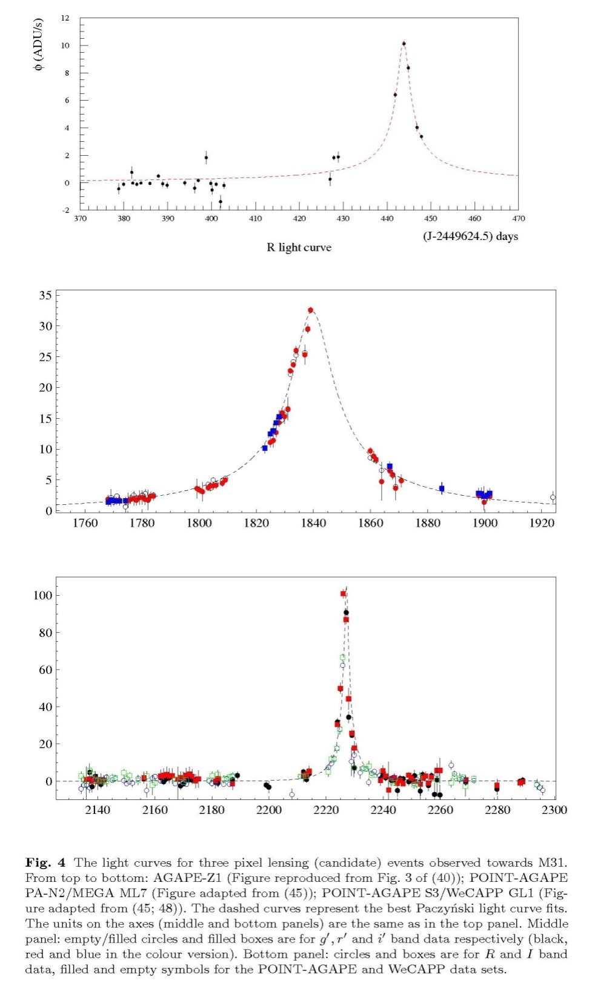 φ (ADU/s)
12
10
8
6
4
2
0
-2
370 380 390 400 410 420 430 440 450 460 470
(J-2449624.5) days
R light curve
35
30
25
20
15
10
5
0
1760 1780 1800 1820 1840 1860 1880 1900 1920
100
80
60
40
20
0
2140 2160 2180 2200 2220 2240 2260 2280 2300
Fig. 4 The light curves for three pixel lensing (candidate) events observed towards M31.
From top to bottom: AGAPE-Z1 (Figure reproduced from Fig. 3 of (40)); POINT-AGAPE
PA-N2/MEGA ML7 (Figure adapted from (45)); POINT-AGAPE S3/WeCAPP GL1 (Fig-
ure adapted from (45; 48)). The dashed curves represent the best Paczyński light curve fits.
The units on the axes (middle and bottom panels) are the same as in the top panel. Middle
panel: empty/filled circles and filled boxes are for g′, r′ and i′ band data respectively (black,
red and blue in the colour version). Bottom panel: circles and boxes are for R and I band
data, filled and empty symbols for the POINT-AGAPE and WeCAPP data sets.